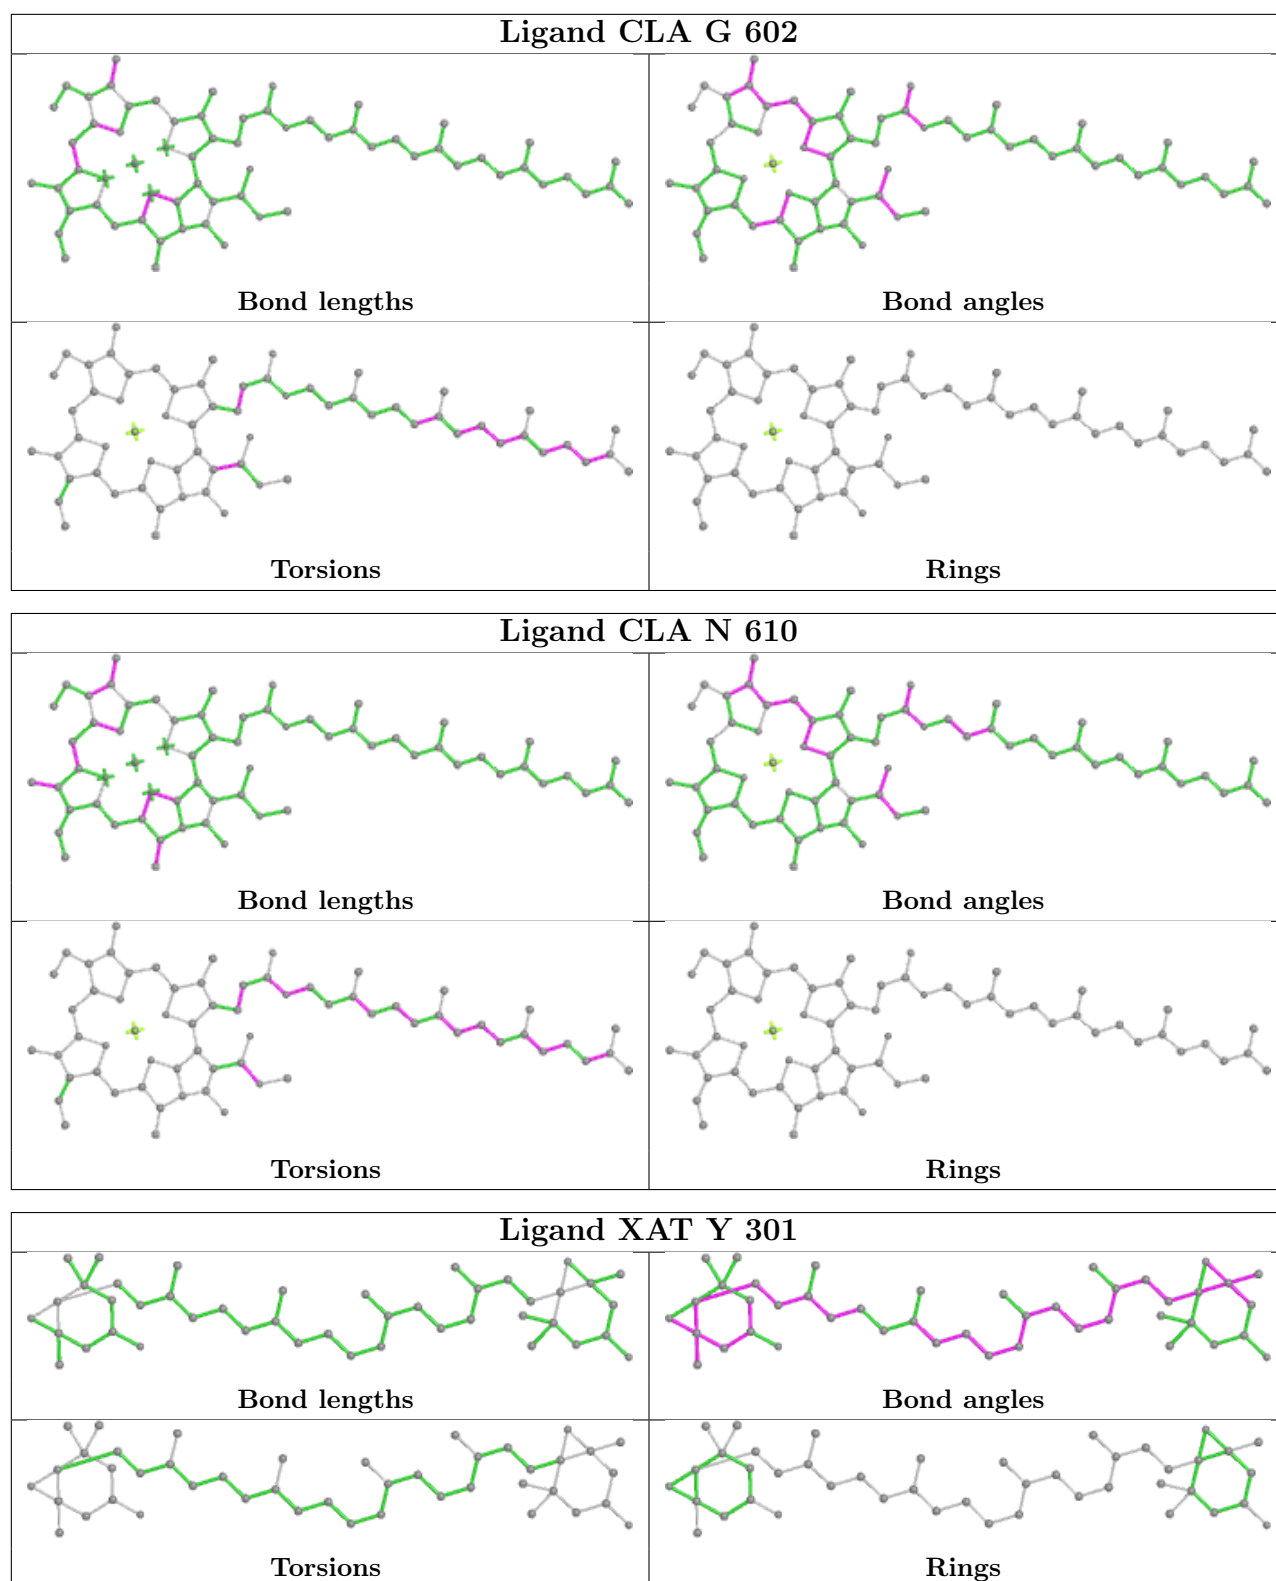 Ligand CLA G 602
Bond lengths
Bond angles
Torsions
Rings
Ligand CLA N 610
Bond lengths
Bond angles
Torsions
Rings
Ligand XAT Y 301
Bond lengths
Bond angles
Torsions
Rings